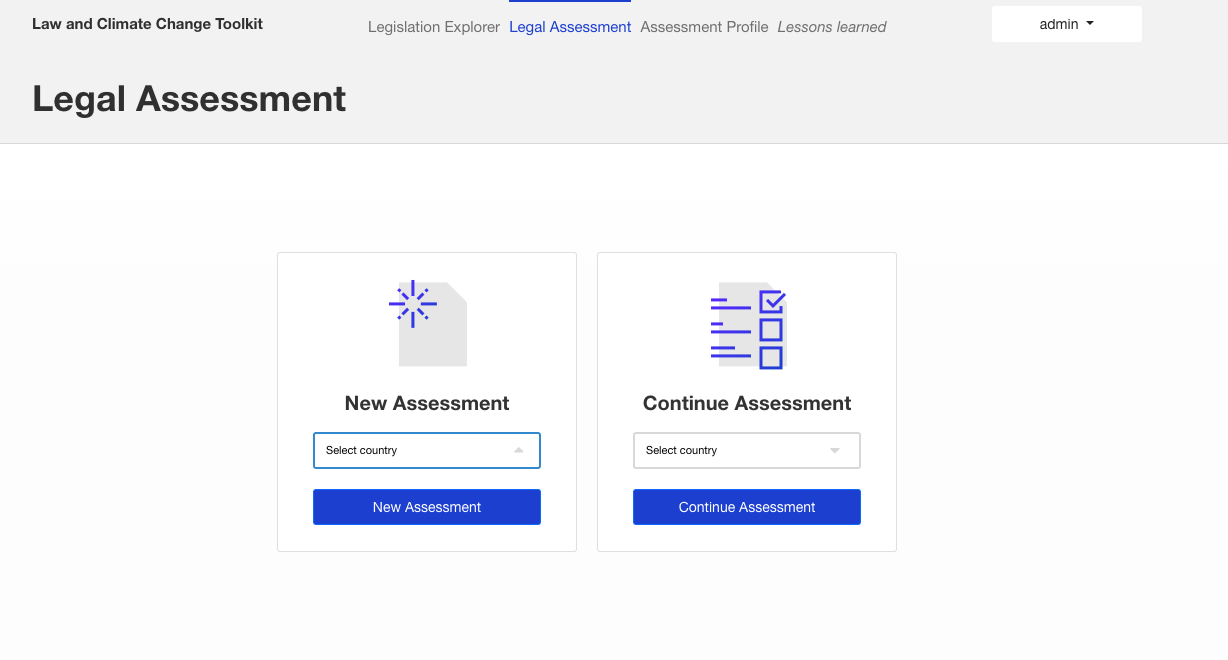 Law and Climate Change Toolkit
Legislation Explorer Legal Assessment Assessment Profile Lessons learned
admin
Legal Assessment
New Assessment
Select country
New Assessment
Continue Assessment
Select country
Continue Assessment